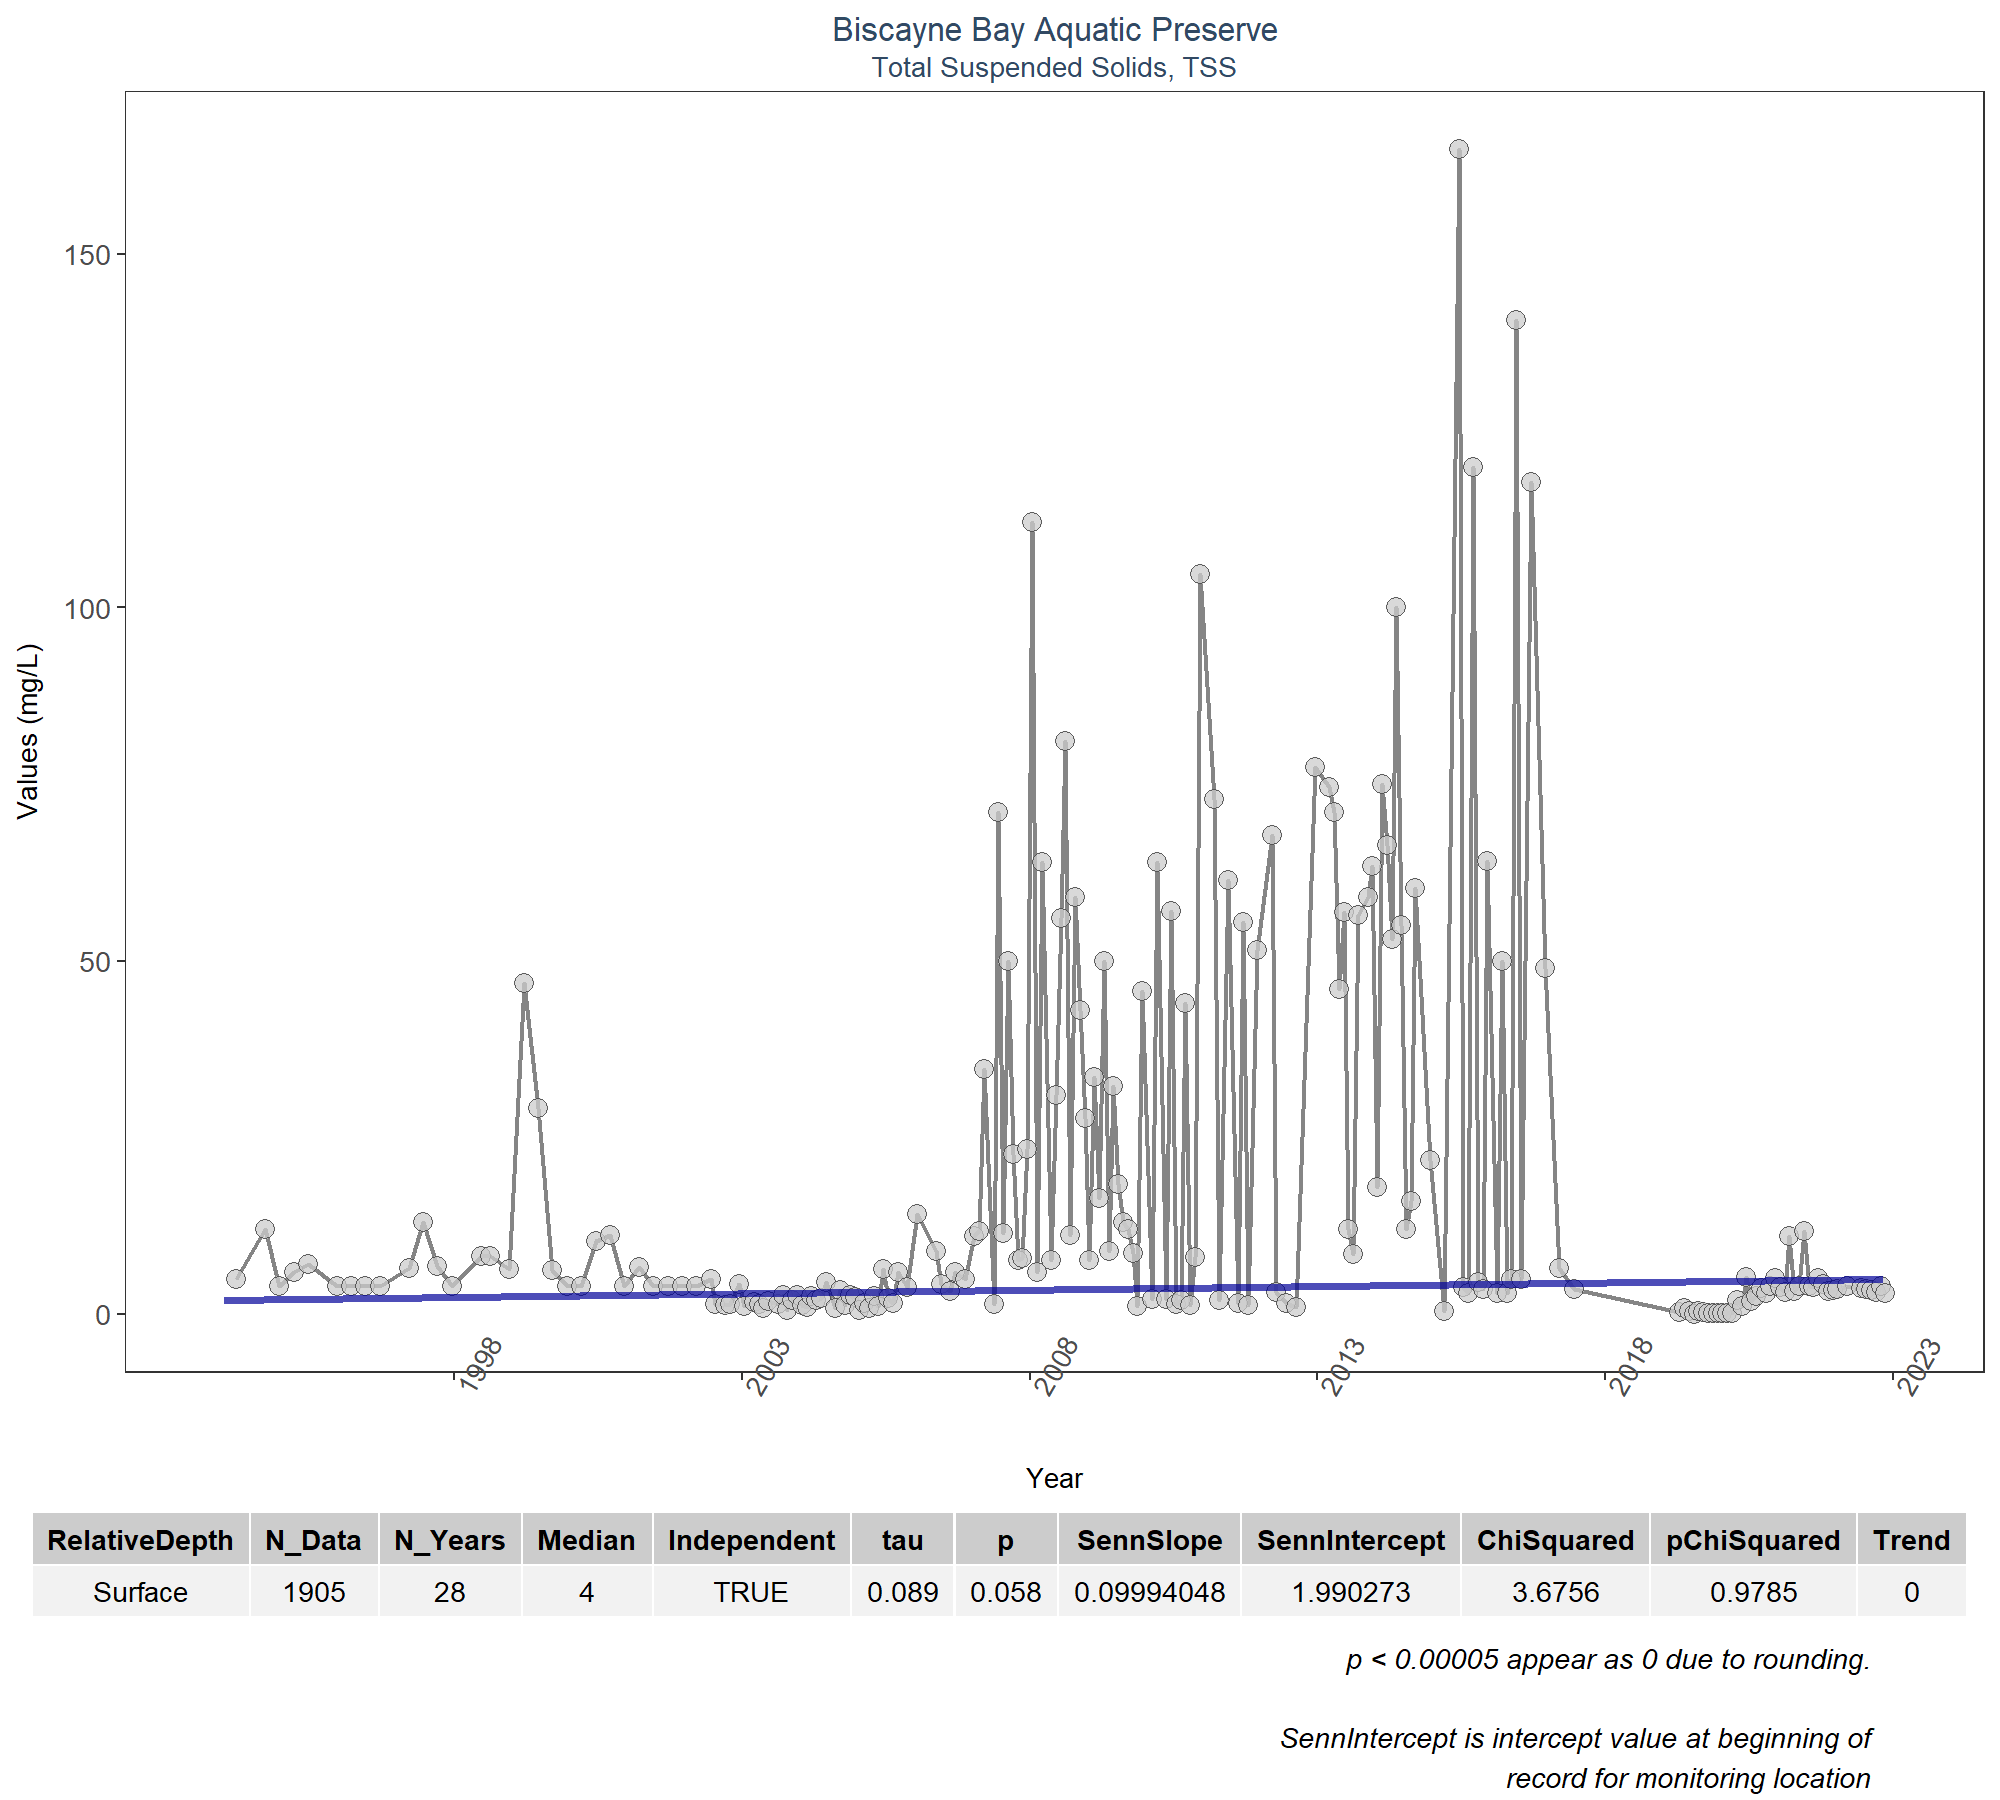 Biscayne Bay Aquatic Preserve
Total Suspended Solids, TSS
Values (mg/L)
150
100
50
0
1998
2003
2008
2013
2018
2023
Year
RelativeDepth N_Data N_Years Median Independent tau p SennSlope SennIntercept ChiSquared pChiSquared Trend
Surface 1905 28 4 TRUE 0.089 0.058 0.09994048 1.990273 3.6756 0.9785 0
p < 0.00005 appear as 0 due to rounding.
SennIntercept is intercept value at beginning of
record for monitoring location